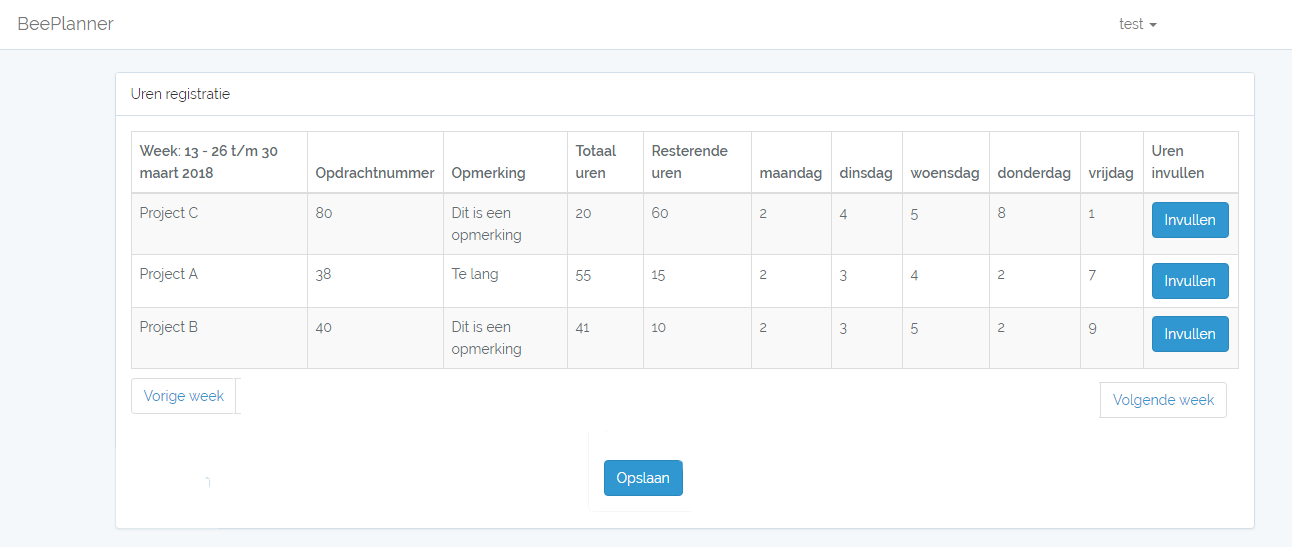 BeePlanner test
Uren registratie
Week: 13 - 26 t/m 30 Totaal Resterende Uren
maart 2018 Opdrachtnummer Opmerking uren uren maandag dinsdag woensdag donderdag vrijdag invullen
Project C 80 Dit is een 20 60 2 4 5 8 1 Invullen
opmerking
Project A 38 Te lang 55 15 2 3 4 2 7 Invullen
Project B 40 Dit is een 41 10 2 3 5 2 9 Invullen
opmerking
Vorige week Volgende week
Opslaan